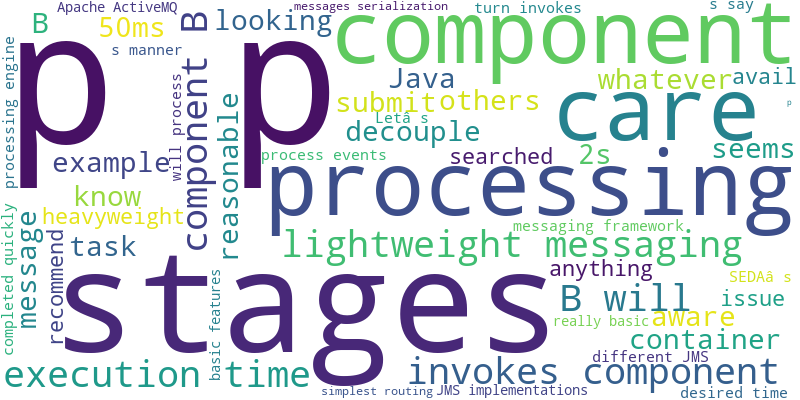 Apache ActiveMQ
messages serialization
turn invokes
s say
B
50ms
B
looking
component
s manner
p p
Java
whatever
avail
processing engine
will process
submit
others
care
p
Letâ s
decouple
component
reasonable
example
process events
searched
2s
seems
processing
know
heavyweight
message
task
recommend
messaging framework
lightweight messaging
completed quickly
basic features
stages
anything
SEDAâ s
B will
issue
really basic
aware
container
different JMS
execution time
invokes component
simplest routing
JMS implementations
desired time